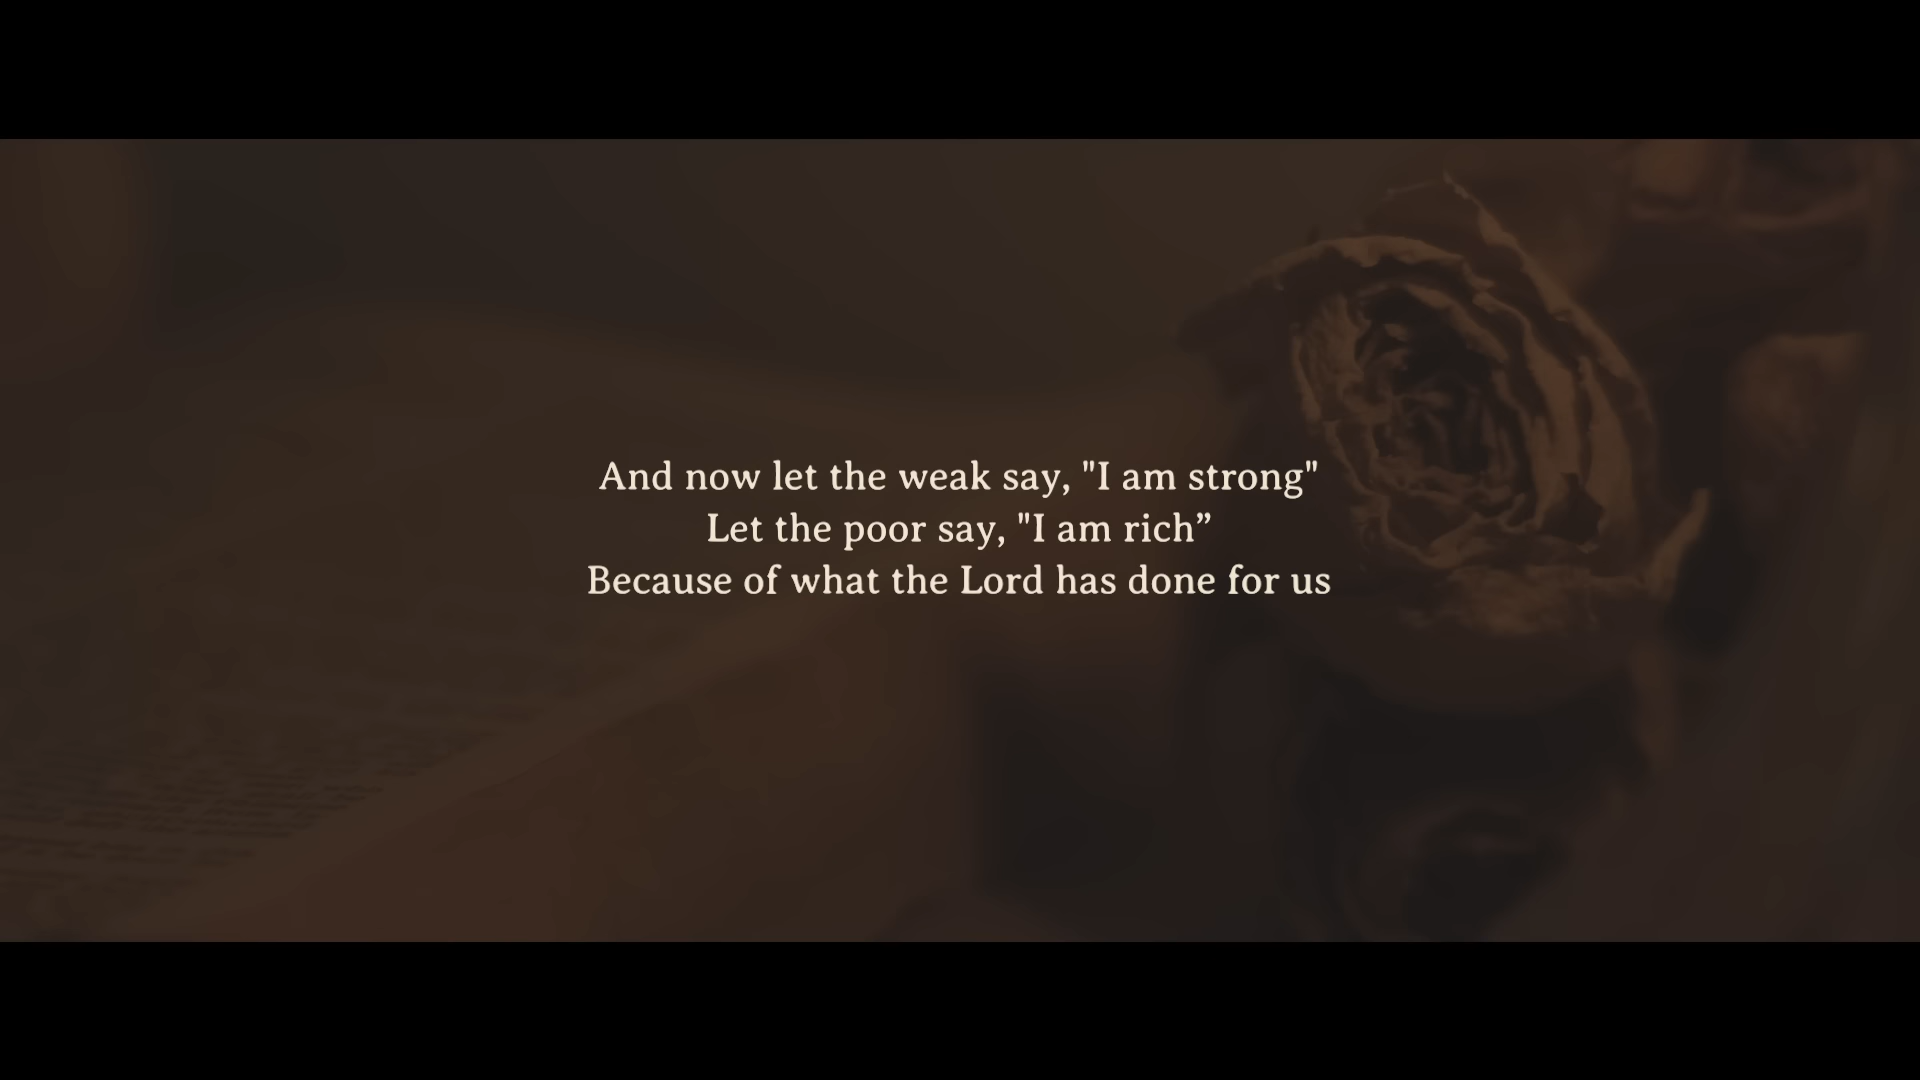 And now let the weak say, "I am strong"
Let the poor say, "I am rich”
Because of what the Lord has done for us